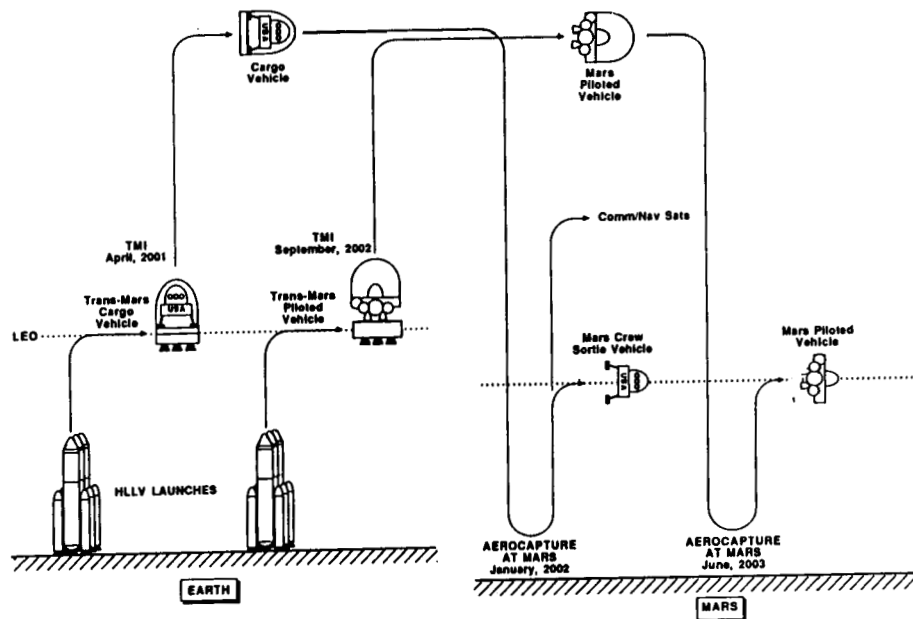 USA
Cargo
Vehicle
Mars
Piloted
Vehicle
TMI
April, 2001
TMI
September, 2002
Comm/Nav Sats
Trans-Mars
Cargo
Vehicle
USA
Trans-Mars
Piloted
Vehicle
LEO
Mars Crew
Sortie Vehicle
USA
Mars Piloted
Vehicle
HLLV LAUNCHES
AEROCAPTURE
AT MARS
January, 2002
AEROCAPTURE
AT MARS
June, 2003
EARTH
MARS